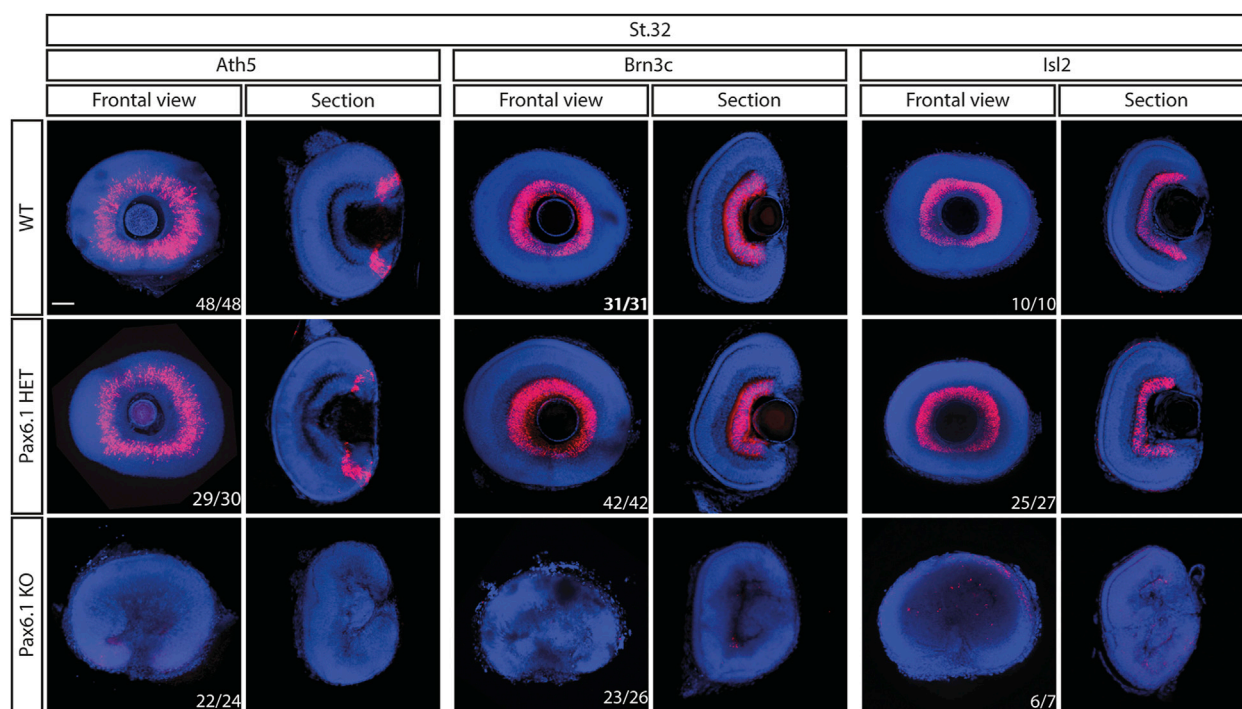 St.32
Ath5 Brn3c Isl2
Frontal view Section Frontal view Section Frontal view Section
WT
48/48 31/31 10/10
Pax6.1 HET
29/30 42/42 25/27
Pax6.1 KO
22/24 23/26 6/7